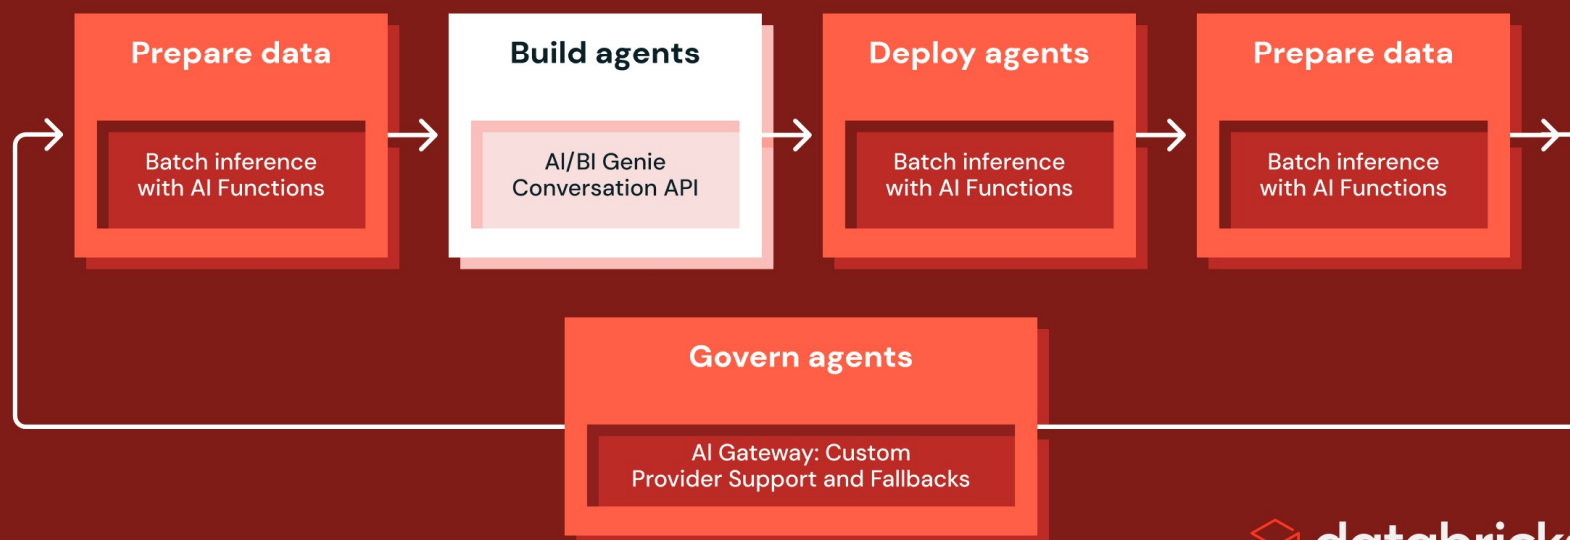 Prepare data
Batch inference
with AI Functions
Build agents
AI/BI Genie
Conversation API
Deploy agents
Batch inference
with AI Functions
Prepare data
Batch inference
with AI Functions
Govern agents
AI Gateway: Custom
Provider Support and Fallbacks
databricks